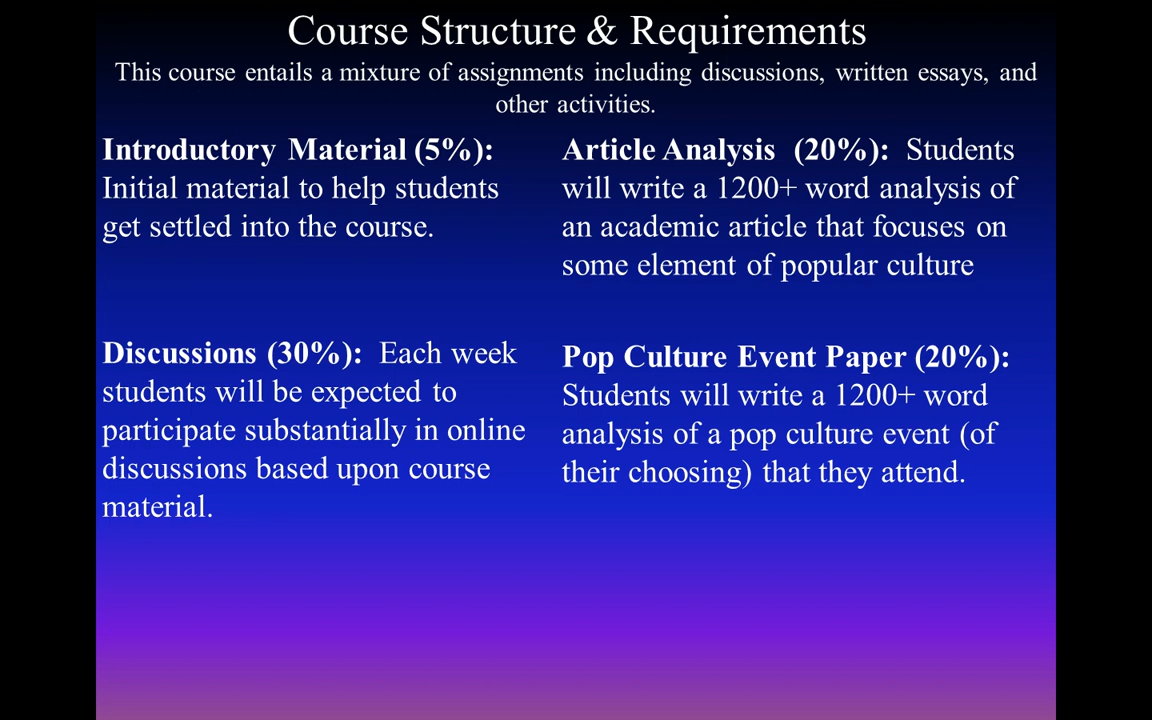 Course Structure & Requirements
This course entails a mixture of assignments including discussions, written essays, and
other activities.
Introductory Material (5%):
Initial material to help students
get settled into the course.
Discussions (30%): Each week
students will be expected to
participate substantially in online
discussions based upon course
material.
Article Analysis (20%): Students
will write a 1200+ word analysis of
an academic article that focuses on
some element of popular culture
Pop Culture Event Paper (20%):
Students will write a 1200+ word
analysis of a pop culture event (of
their choosing) that they attend.